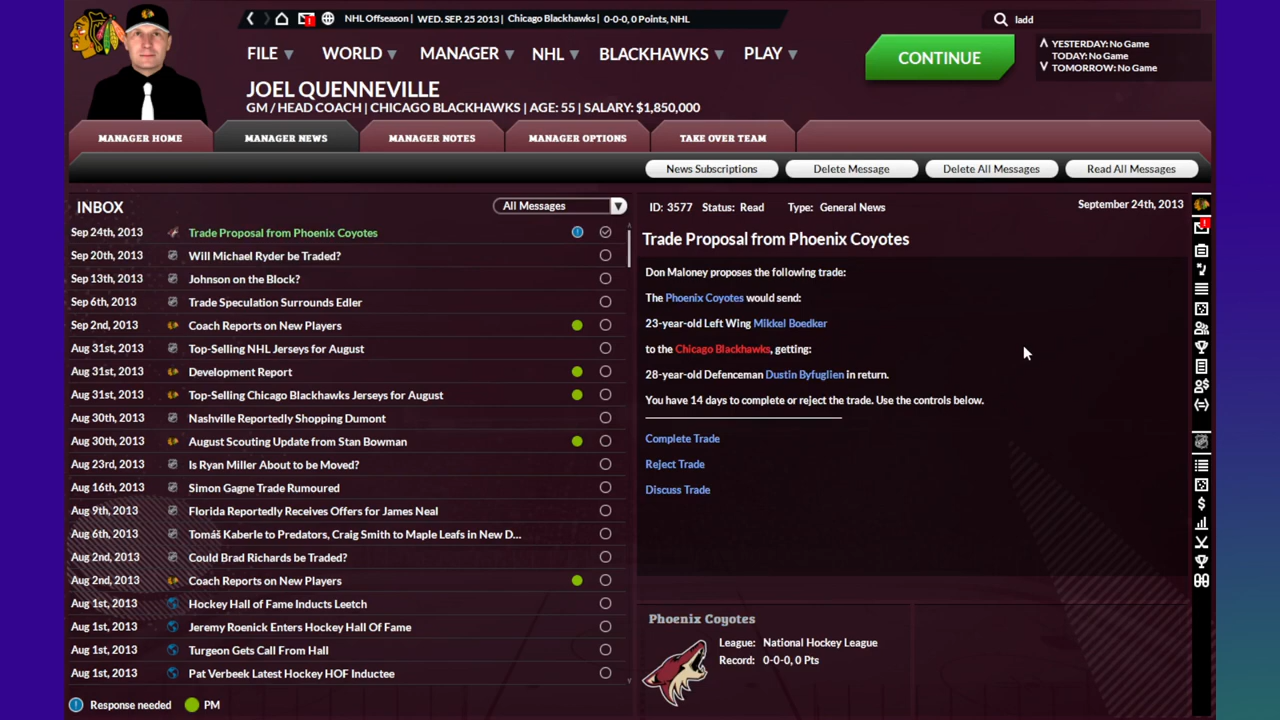 NHL Offseason | WED. SEP. 25 2013 | Chicago Blackhawks | 0-0-0, 0 Points, NHL
ladd
FILE WORLD MANAGER NHL BLACKHAWKS PLAY
CONTINUE
YESTERDAY: No Game
TODAY: No Game
TOMORROW: No Game
JOEL QUENNEVILLE
GM / HEAD COACH | CHICAGO BLACKHAWKS | AGE: 55 | SALARY: $1,850,000
MANAGER HOME MANAGER NEWS MANAGER NOTES MANAGER OPTIONS TAKE OVER TEAM
News Subscriptions Delete Message Delete All Messages Read All Messages
INBOX
All Messages
Sep 24th, 2013 Trade Proposal from Phoenix Coyotes
Sep 20th, 2013 Will Michael Ryder be Traded?
Sep 13th, 2013 Johnson on the Block?
Sep 6th, 2013 Trade Speculation Surrounds Edler
Sep 2nd, 2013 Coach Reports on New Players
Aug 31st, 2013 Top-Selling NHL Jerseys for August
Aug 31st, 2013 Development Report
Aug 31st, 2013 Top-Selling Chicago Blackhawks Jerseys for August
Aug 30th, 2013 Nashville Reportedly Shopping Dumont
Aug 30th, 2013 August Scouting Update from Stan Bowman
Aug 23rd, 2013 Is Ryan Miller About to be Moved?
Aug 16th, 2013 Simon Gagne Trade Rumoured
Aug 9th, 2013 Florida Reportedly Receives Offers for James Neal
Aug 6th, 2013 Tomáš Kaberle to Predators, Craig Smith to Maple Leafs in New D...
Aug 2nd, 2013 Could Brad Richards be Traded?
Aug 2nd, 2013 Coach Reports on New Players
Aug 1st, 2013 Hockey Hall of Fame Inducts Leetch
Aug 1st, 2013 Jeremy Roenick Enters Hockey Hall Of Fame
Aug 1st, 2013 Turgeon Gets Call From Hall
Aug 1st, 2013 Pat Verbeek Latest Hockey HOF Inductee
Response needed PM
ID: 3577 Status: Read Type: General News
September 24th, 2013
Trade Proposal from Phoenix Coyotes
Don Maloney proposes the following trade:
The Phoenix Coyotes would send:
23-year-old Left Wing Mikkel Boedker
to the Chicago Blackhawks, getting:
28-year-old Defenceman Dustin Byfuglien in return.
You have 14 days to complete or reject the trade. Use the controls below.
Complete Trade
Reject Trade
Discuss Trade
Phoenix Coyotes
League: National Hockey League
Record: 0-0-0, 0 Pts